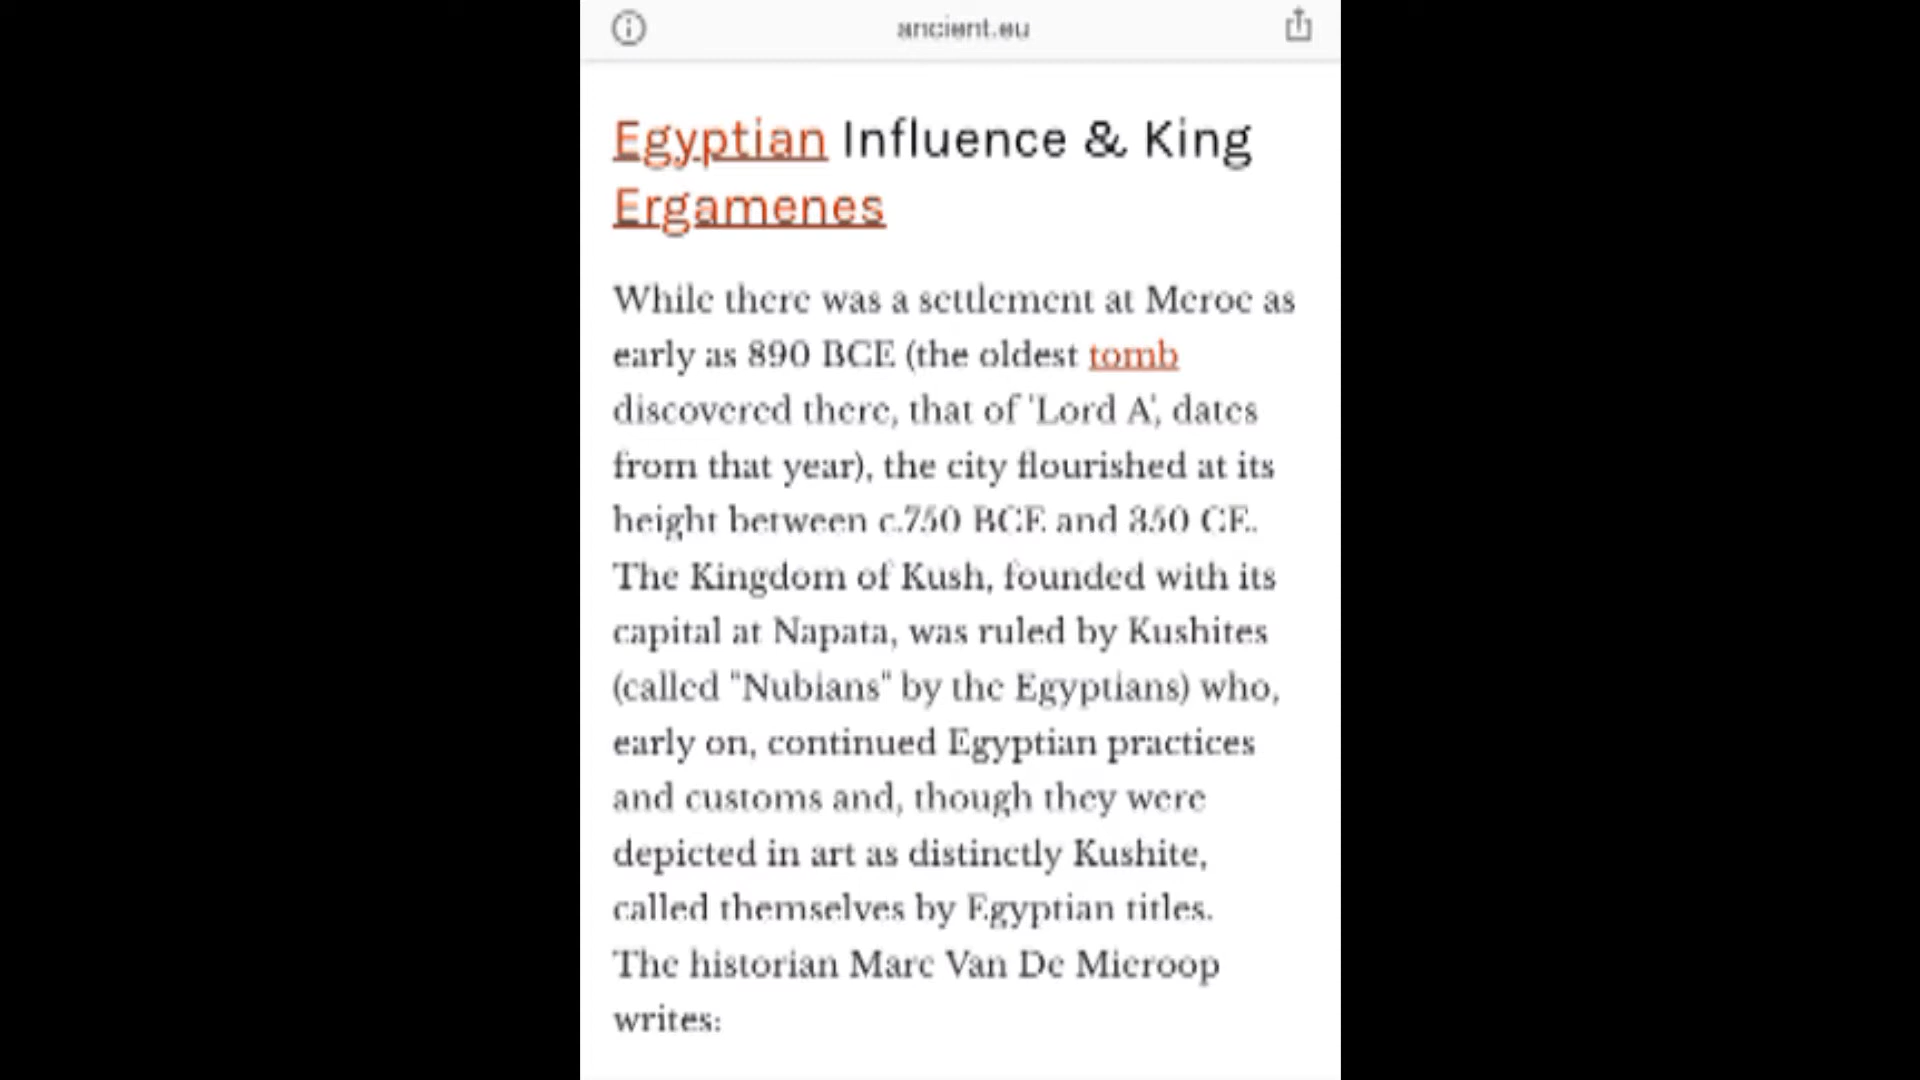 ancient.eu
Egyptian Influence & King
Ergamenes
While there was a settlement at Meroe as
early as 890 BCE (the oldest tomb
discovered there, that of 'Lord A', dates
from that year), the city flourished at its
height between c.750 BCE and 350 CE.
The Kingdom of Kush, founded with its
capital at Napata, was ruled by Kushites
(called "Nubians" by the Egyptians) who,
early on, continued Egyptian practices
and customs and, though they were
depicted in art as distinctly Kushite,
called themselves by Egyptian titles.
The historian Marc Van De Mieroop
writes: